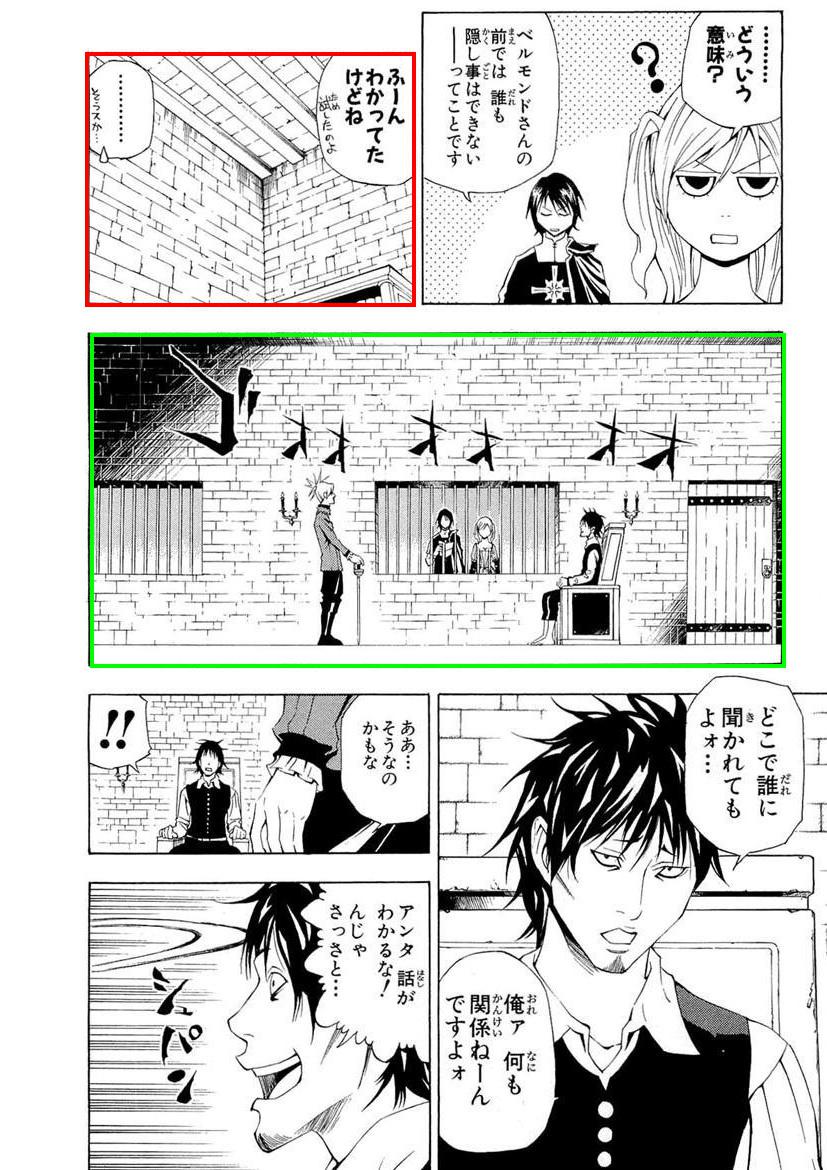 ………
どういう
意味?
?
ベルモンドさんの
前では 誰も
隠し事はできない
――ってことです
ふーん
わかってた
けどね
ため
試したのよ
…………
そうスか…
ゴオオオオオオ
どこで誰に
聞かれても
よォ…
俺ァ 何も
関係ねーん
ですよォ
ああ…
そうなの
かもな
!!
アンタ 話が
わかるな!
んじゃ
さっさと…
シュパン